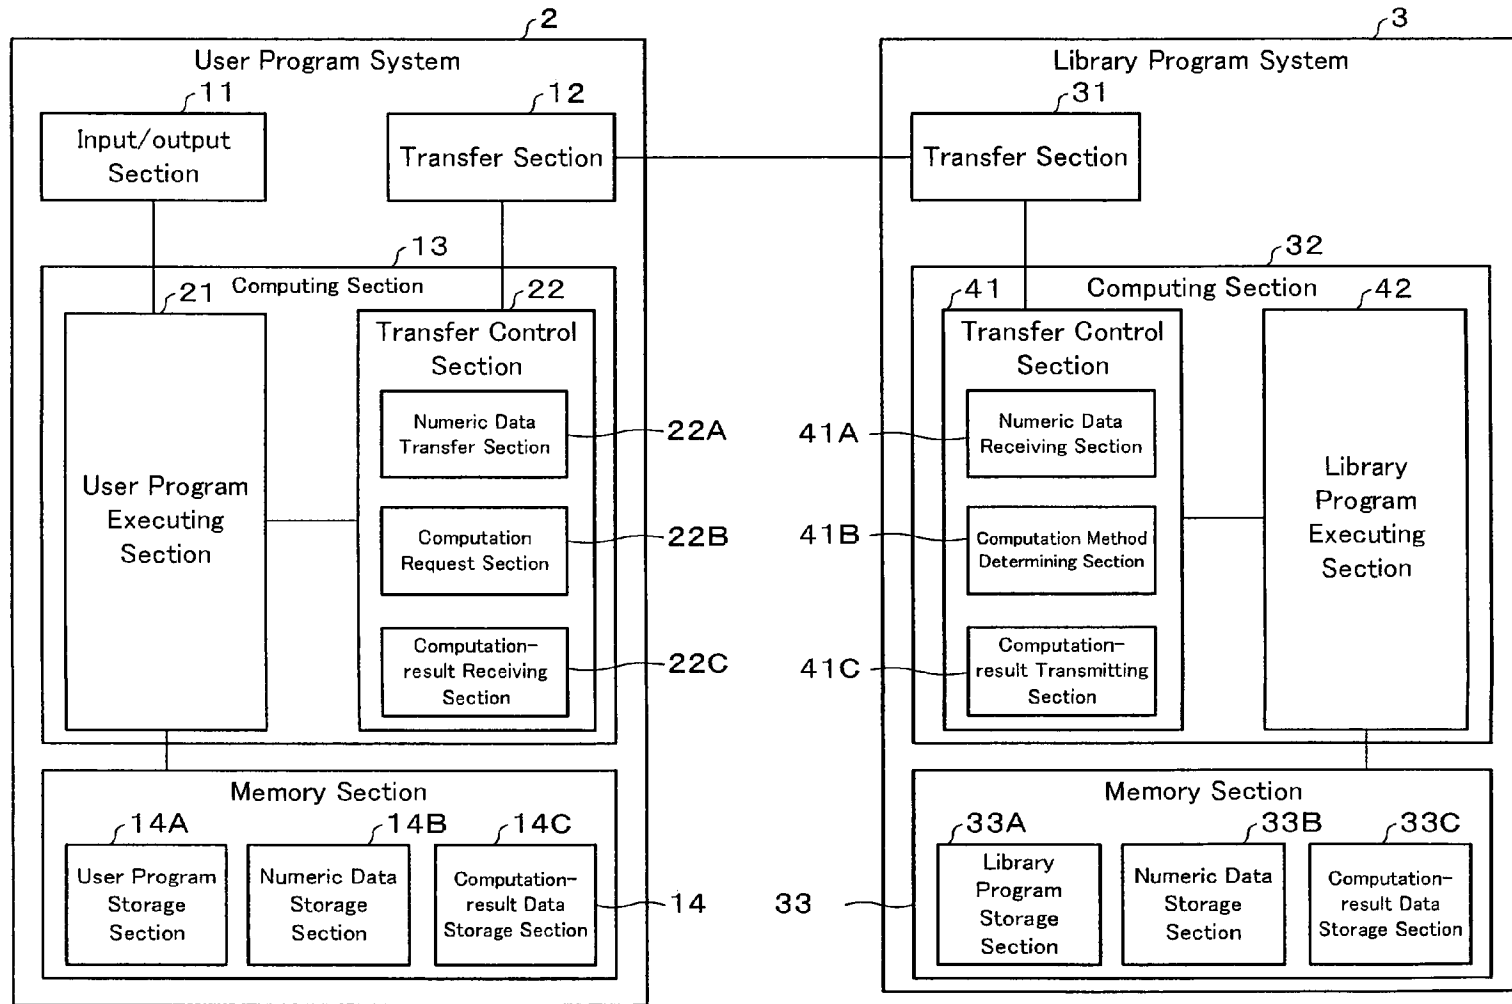 2
User Program System
11
Input/output
Section
12
Transfer Section
13
Computing Section
21
User Program
Executing
Section
22
Transfer Control
Section
Numeric Data
Transfer Section
22A
Computation
Request Section
22B
Computation-
result Receiving
Section
22C
Memory Section
14A
User Program
Storage
Section
14B
Numeric Data
Storage
Section
14C
Computation-
result Data
Storage Section
14
3
Library Program System
31
Transfer Section
32
Computing Section
41
Transfer Control
Section
41A
Numeric Data
Receiving Section
41B
Computation Method
Determining Section
41C
Computation-
result Transmitting
Section
42
Library
Program
Executing
Section
Memory Section
33A
Library
Program
Storage
Section
33B
Numeric Data
Storage
Section
33C
Computation-
result Data
Storage Section
33